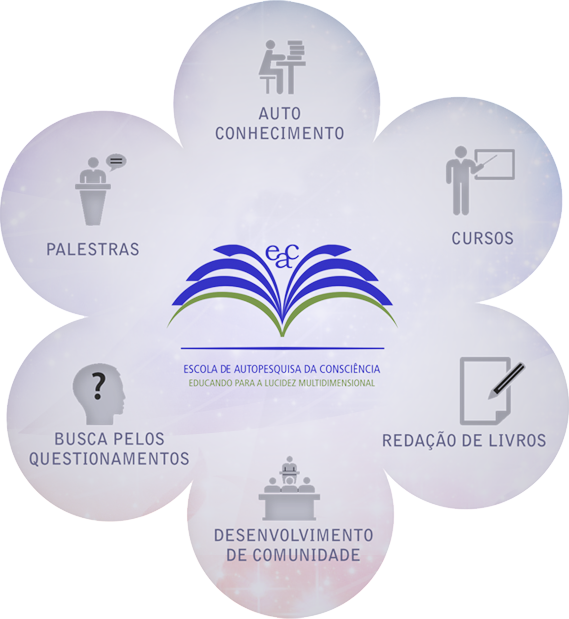 AUTO
CONHECIMENTO
PALESTRAS
CURSOS
eac
ESCOLA DE AUTOPESQUISA DA CONSCIÊNCIA
EDUCANDO PARA A LUCIDEZ MULTIDIMENSIONAL
?
BUSCA PELOS
QUESTIONAMENTOS
REDAÇÃO DE LIVROS
DESENVOLVIMENTO
DE COMUNIDADE